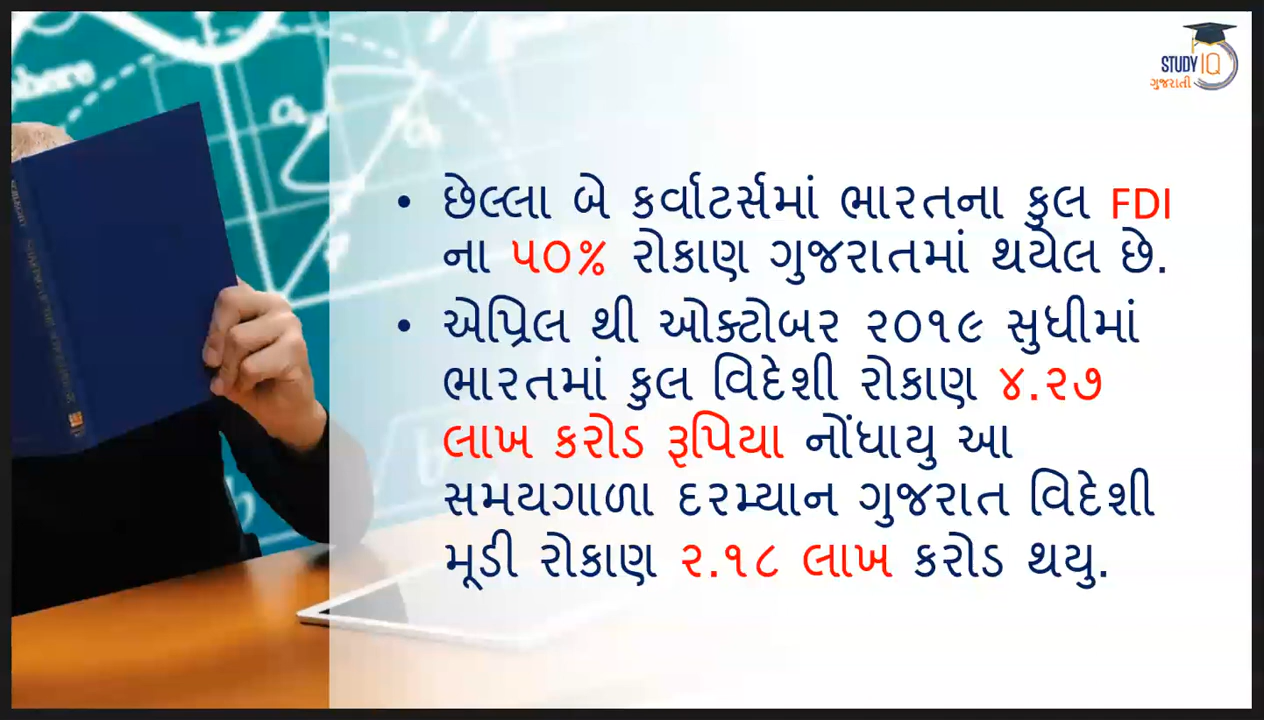 STUDY IQ
ગુજરાતી
• છેલ્લા બે કર્વાટર્સમાં ભારતના કુલ FDI
ના ૫૦% રોકાણ ગુજરાતમાં થયેલ છે.
• એપ્રિલ થી ઓક્ટોબર ૨૦૧૯ સુધીમાં
ભારતમાં કુલ વિદેશી રોકાણ ૪.૨૭
લાખ કરોડ રૂપિયા નોંધાયુ આ
સમયગાળા દરમ્યાન ગુજરાત વિદેશી
મૂડી રોકાણ ૨.૧૮ લાખ કરોડ થયુ.